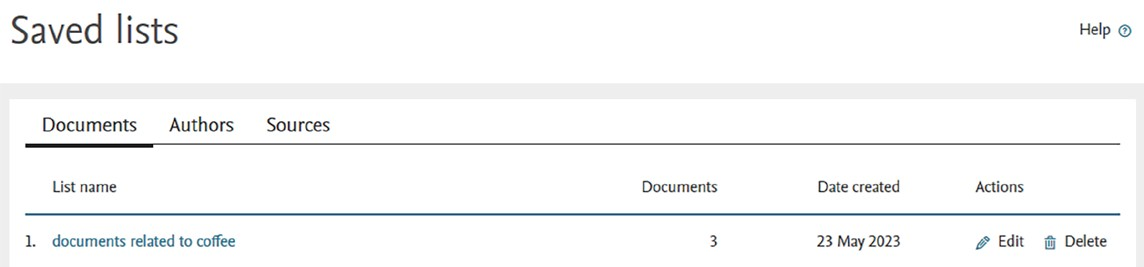 Saved lists
Help
Documents Authors Sources
List name Documents Date created Actions
1. documents related to coffee 3 23 May 2023 Edit Delete